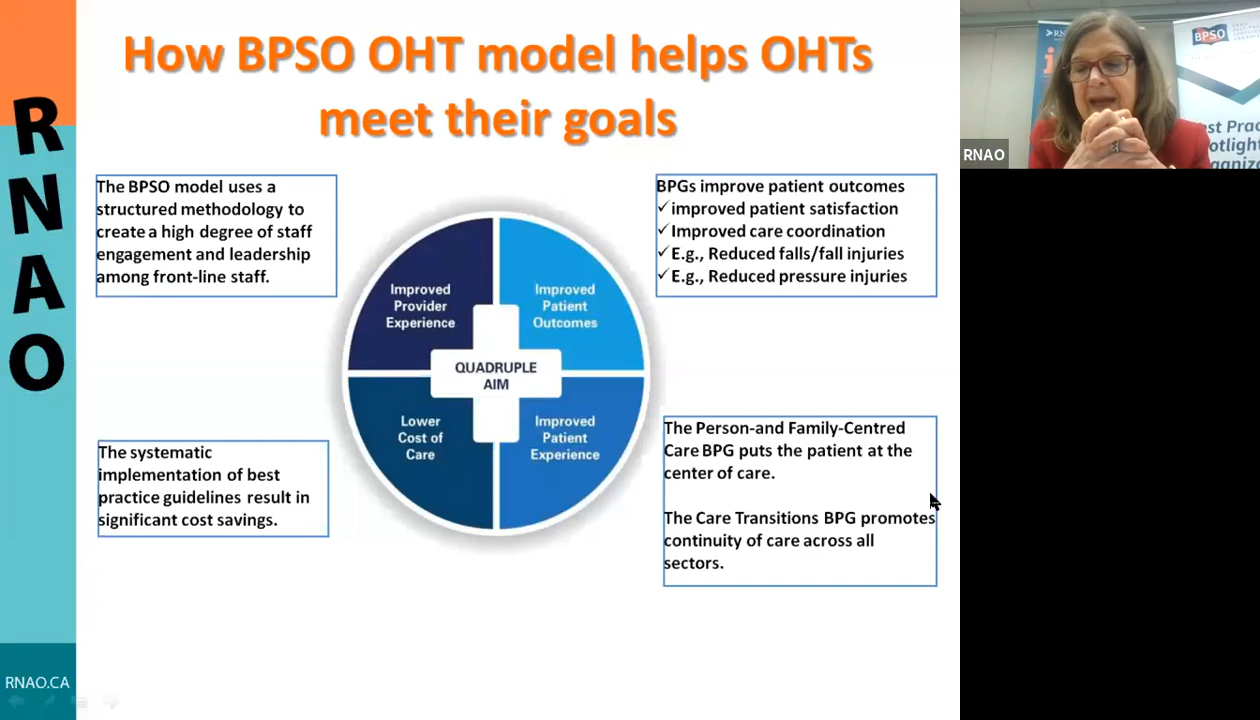 How BPSO OHT model helps OHTs
meet their goals
R
N
A
O
The BPSO model uses a
structured methodology to
create a high degree of staff
engagement and leadership
among front-line staff.
BPGs improve patient outcomes
✓improved patient satisfaction
✓Improved care coordination
✓E.g., Reduced falls/fall injuries
✓E.g., Reduced pressure injuries
Improved
Provider
Experience
Improved
Patient
Outcomes
QUADRUPLE
AIM
Lower
Cost of
Care
Improved
Patient
Experience
The systematic
implementation of best
practice guidelines result in
significant cost savings.
The Person-and Family-Centred
Care BPG puts the patient at the
center of care.
The Care Transitions BPG promotes
continuity of care across all
sectors.
RNAO.CA
RNAO
BPSO